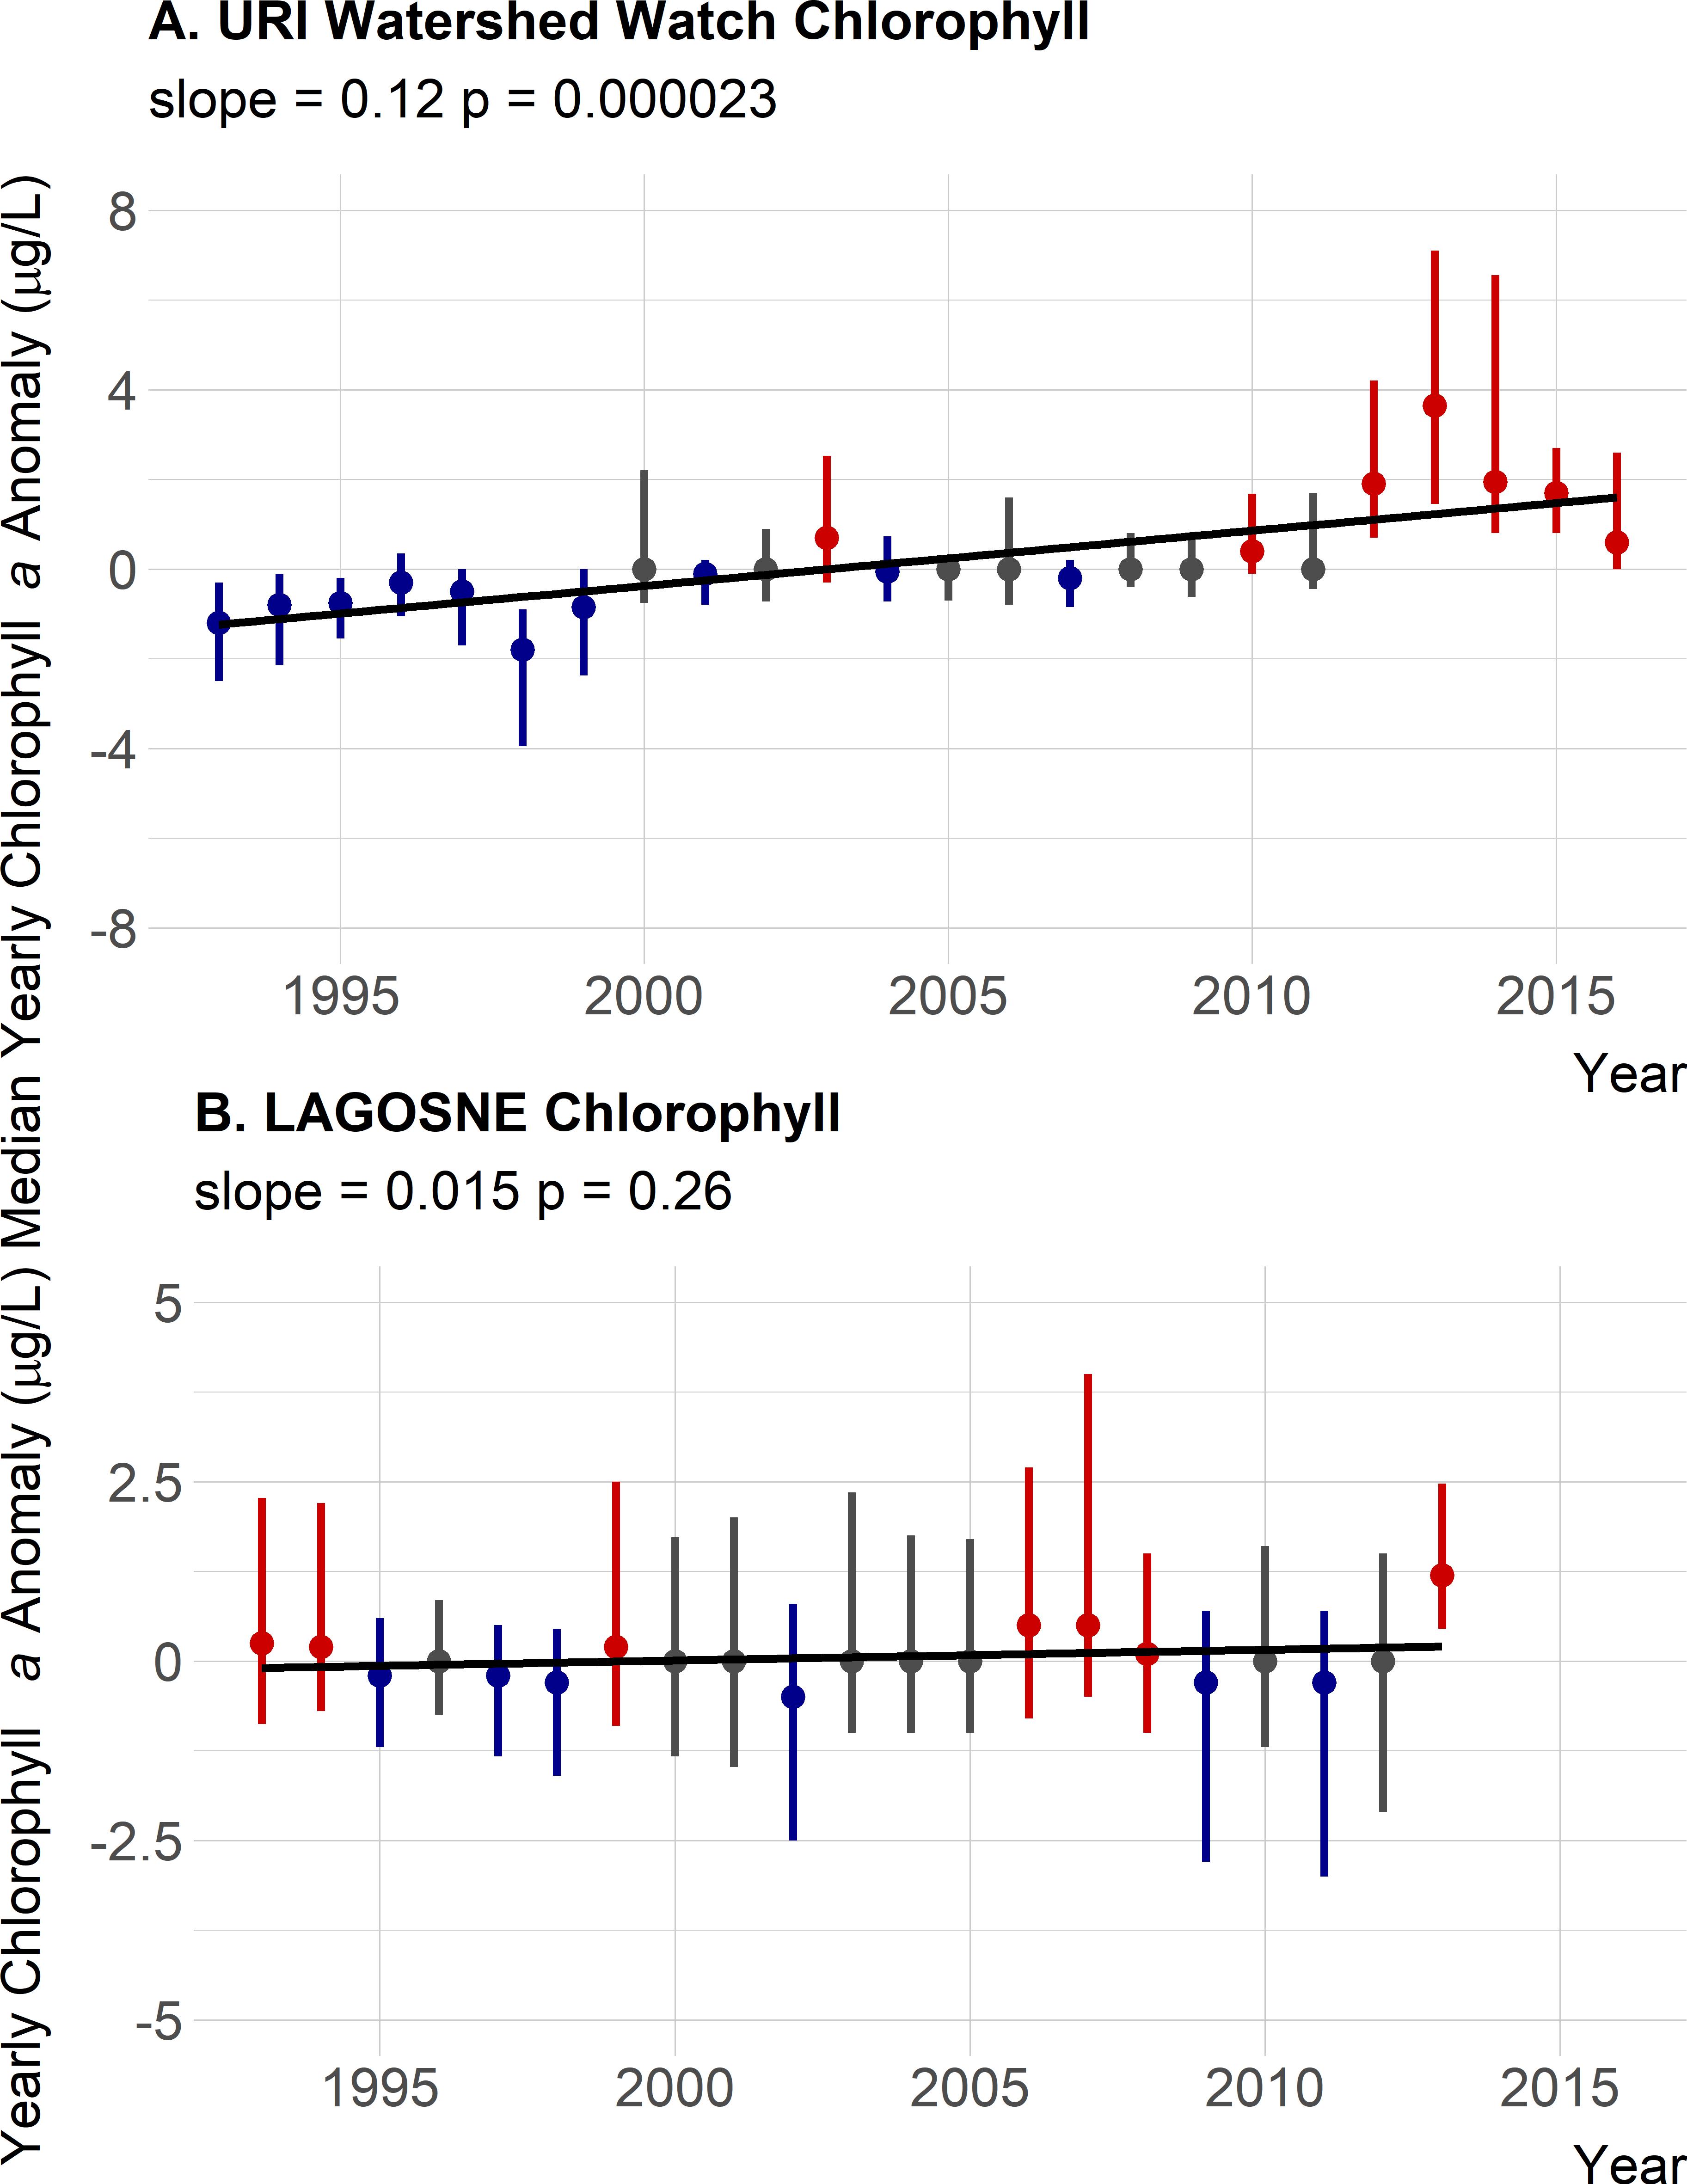 A. URI Watershed Watch Chlorophyll
slope = 0.12 p = 0.000023
Median Yearly Chlorophyll a Anomaly (µg/L)
8
4
0
-4
-8
1995 2000 2005 2010 2015
Year
B. LAGOSNE Chlorophyll
slope = 0.015 p = 0.26
Yearly Chlorophyll a Anomaly (µg/L)
5
2.5
0
-2.5
-5
1995 2000 2005 2010 2015
Year